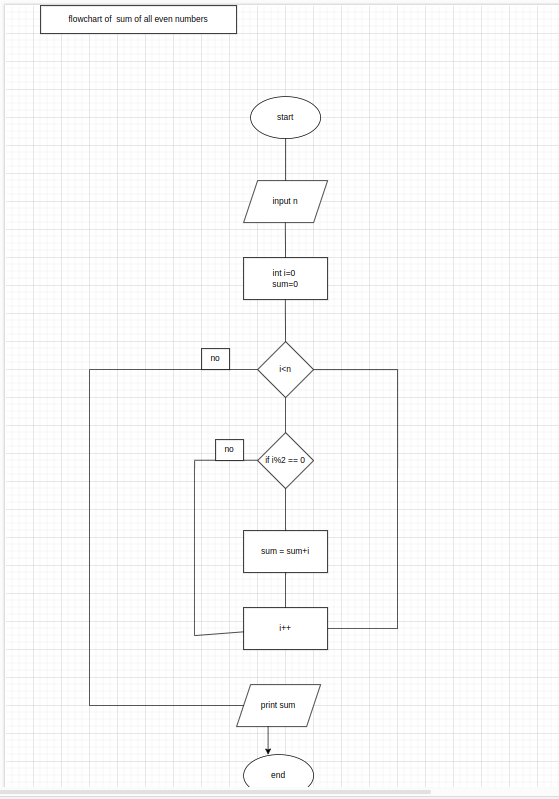 flowchart of  sum of all even numbers
start
input n
int i=0
sum=0
no
i<n
no
if i%2 == 0
sum = sum+i
i++
print sum
end